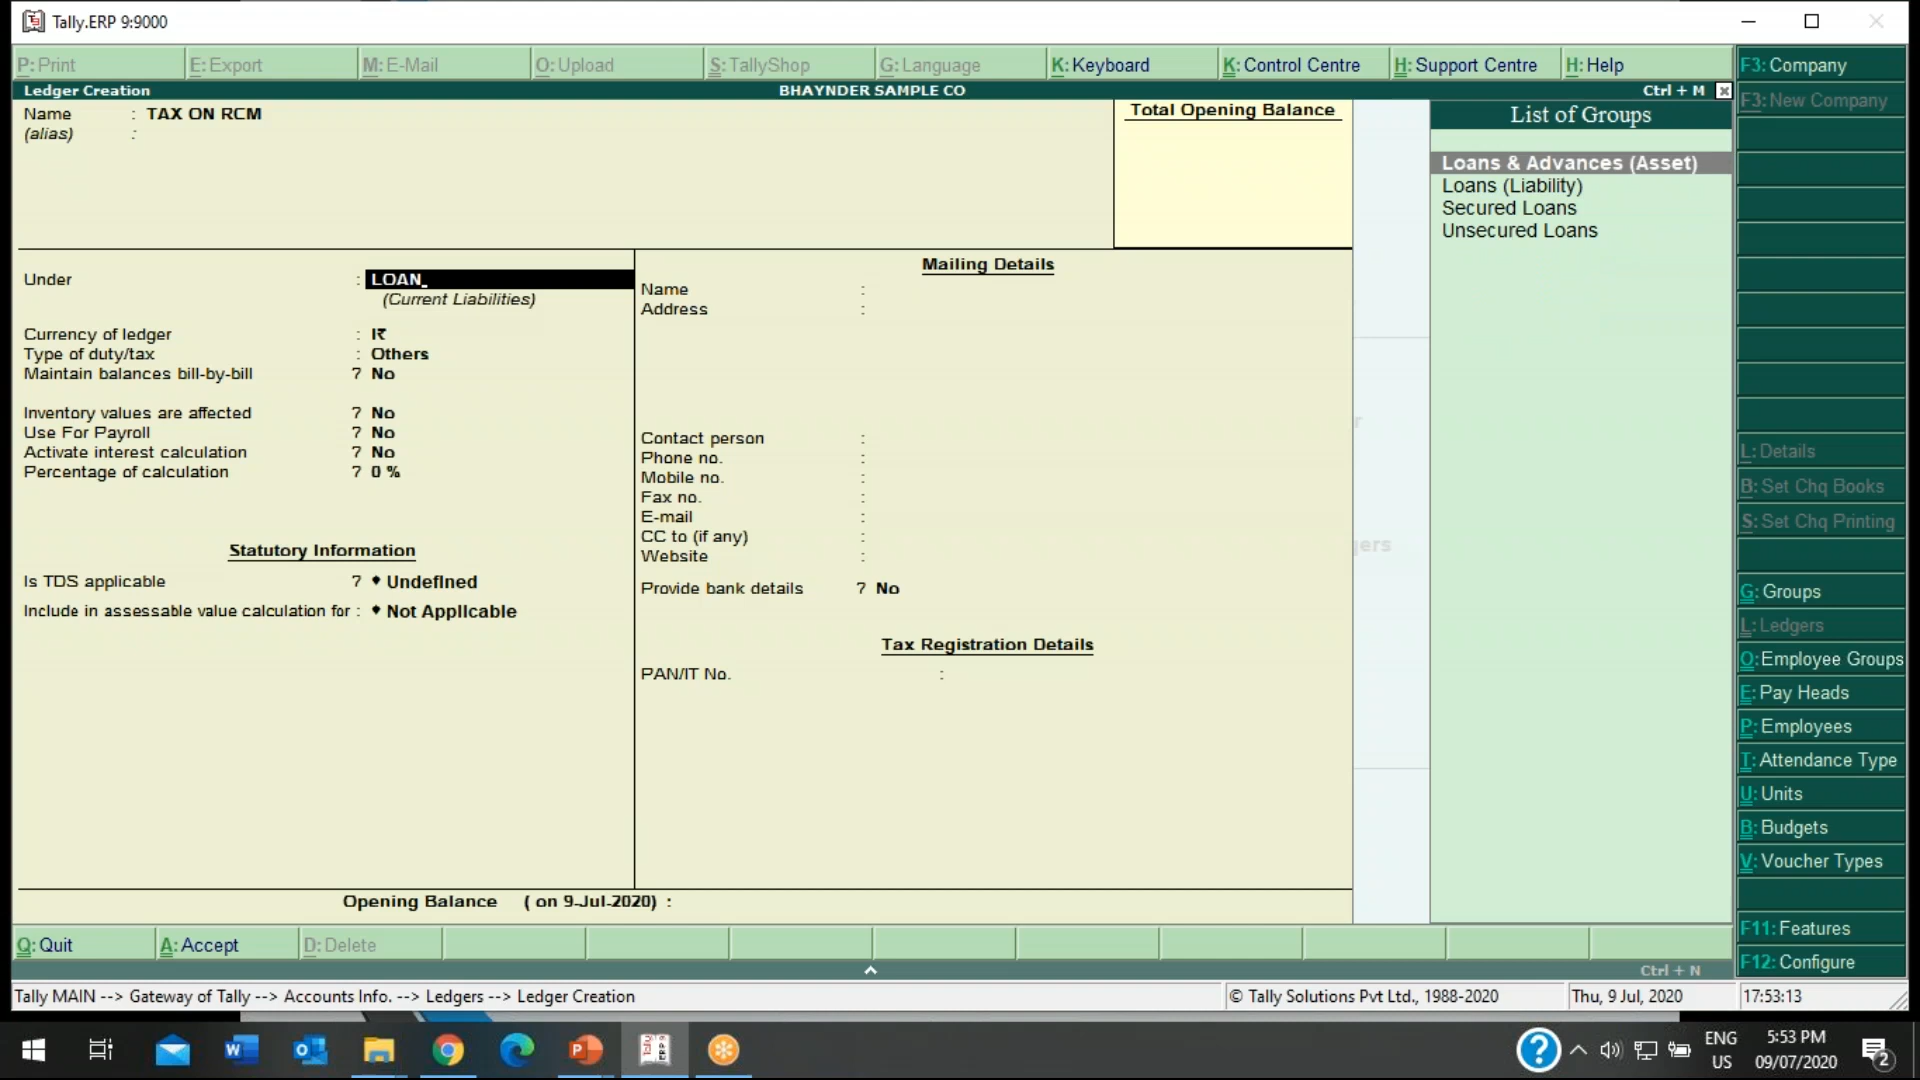 Tally.ERP 9:9000
P: Print
E: Export
M: E-Mail
O: Upload
S: TallyShop
G: Language
K: Keyboard
K: Control Centre
H: Support Centre
H: Help
F3: Company
Ledger Creation
BHAYNDER SAMPLE CO
Ctrl + M
F3: New Company
Name : TAX ON RCM
(alias) :
Total Opening Balance
List of Groups
Loans & Advances (Asset)
Loans (Liability)
Secured Loans
Unsecured Loans
Under : LOAN
(Current Liabilities)
Currency of ledger : I₹
Type of duty/tax : Others
Maintain balances bill-by-bill ? No
Inventory values are affected ? No
Use For Payroll ? No
Activate interest calculation ? No
Percentage of calculation ? 0 %
Statutory Information
Is TDS applicable ? ♦ Undefined
Include in assessable value calculation for : ♦ Not Applicable
Mailing Details
Name :
Address :
Contact person :
Phone no. :
Mobile no. :
Fax no. :
E-mail :
CC to (if any) :
Website :
Provide bank details ? No
Tax Registration Details
PAN/IT No. :
Opening Balance ( on 9-Jul-2020) :
L: Details
B: Set Chq Books
S: Set Chq Printing
G: Groups
L: Ledgers
O: Employee Groups
E: Pay Heads
P: Employees
T: Attendance Type
U: Units
B: Budgets
V: Voucher Types
F11: Features
F12: Configure
Q: Quit
A: Accept
D: Delete
Ctrl + N
Tally MAIN --> Gateway of Tally --> Accounts Info. --> Ledgers --> Ledger Creation
© Tally Solutions Pvt Ltd., 1988-2020
Thu, 9 Jul, 2020
17:53:13
ENG
US
5:53 PM
09/07/2020
2